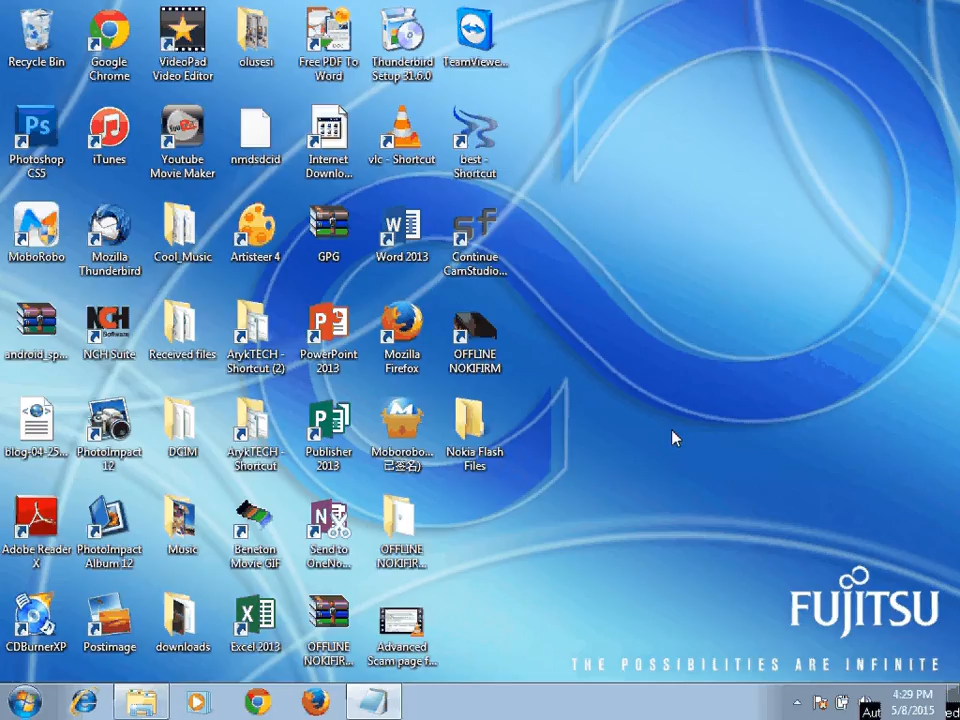 Recycle Bin
Google
Chrome
VideoPad
Video Editor
olusesi
Free PDF To
Word
Thunderbird
Setup 31.6.0
TeamViewe...
Photoshop
CS5
iTunes
Youtube
Movie Maker
nmdsdcid
Internet
Downlo...
vlc - Shortcut
best -
Shortcut
MoboRobo
Mozilla
Thunderbird
Cool_Music
Artisteer 4
GPG
Word 2013
Continue
CamStudio...
android_sp...
NCH Suite
Received files
ArykTECH -
Shortcut (2)
PowerPoint
2013
Mozilla
Firefox
OFFLINE
NOKIFIRM
blog-04-25...
PhotoImpact
12
DCIM
ArykTECH -
Shortcut
Publisher
2013
Moborobo...
已签名)
Nokia Flash
Files
Adobe Reader
X
PhotoImpact
Album 12
Music
Beneton
Movie GIF
Send to
OneNo...
OFFLINE
NOKIFIR...
CDBurnerXP
Postimage
downloads
Excel 2013
OFFLINE
NOKIFIR...
Advanced
Scam page f...
FUJITSU
THE POSSIBILITIES ARE INFINITE
4:29 PM
5/8/2015